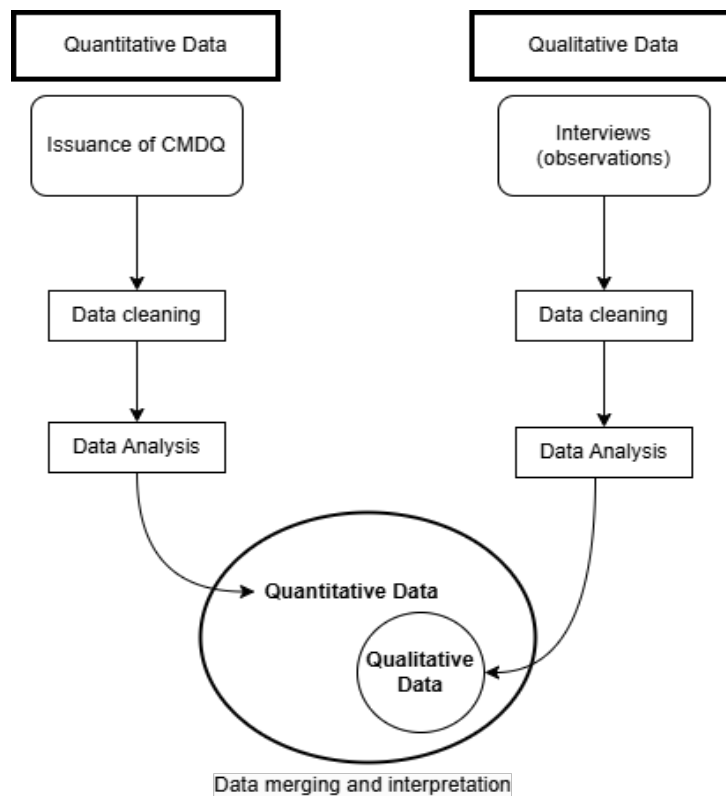 Quantitative Data
Qualitative Data
Issuance of CMDQ
Interviews
(observations)
Data cleaning
Data cleaning
Data Analysis
Data Analysis
Quantitative Data
Qualitative
Data
Data merging and interpretation